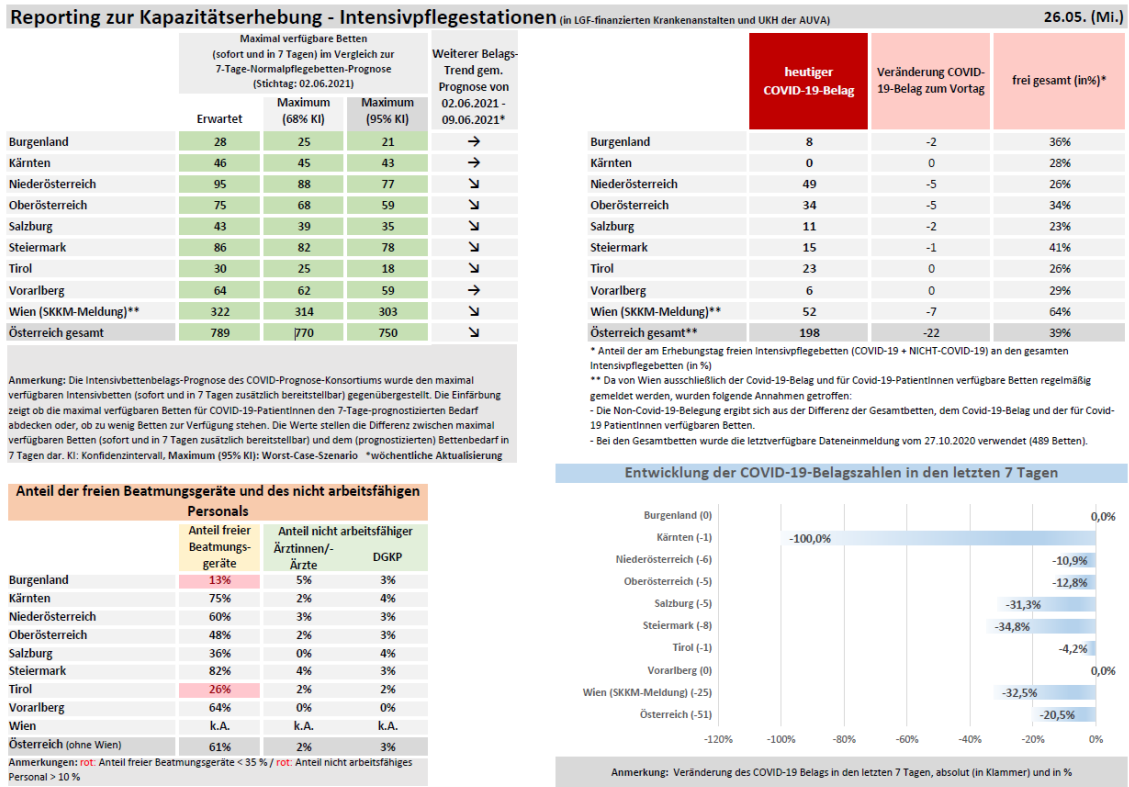 Reporting zur Kapazitätserhebung - Intensivpflegestationen (in LGF-finanzierten Krankenanstalten und UKH der AUVA) 26.05. (Mi.)
Maximal verfügbare Betten
(sofort und in 7 Tagen) im Vergleich zur
7-Tage-Normalpflegebetten-Prognose
(Stichtag: 02.06.2021)
Weiterer Belags-
Trend gem.
Prognose von
02.06.2021 -
09.06.2021*
Erwartet
Maximum
(68% KI)
Maximum
(95% KI)
Burgenland 28 25 21 →
Kärnten 46 45 43 →
Niederösterreich 95 88 77 ↘
Oberösterreich 75 68 59 ↘
Salzburg 43 39 35 ↘
Steiermark 86 82 78 ↘
Tirol 30 25 18 ↘
Vorarlberg 64 62 59 →
Wien (SKKM-Meldung)** 322 314 303 ↘
Österreich gesamt 789 770 750 ↘
Anmerkung: Die Intensivbettenbelags-Prognose des COVID-Prognose-Konsortiums wurde den maximal
verfügbaren Intensivbetten (sofort und in 7 Tagen zusätzlich bereitstellbar) gegenübergestellt. Die Einfärbung
zeigt ob die maximal verfügbaren Betten für COVID-19-PatientInnen den 7-Tage-prognostizierten Bedarf
abdecken oder, ob zu wenig Betten zur Verfügung stehen. Die Werte stellen die Differenz zwischen maximal
verfügbaren Betten (sofort und in 7 Tagen zusätzlich bereitstellbar) und dem (prognostizierten) Bettenbedarf in
7 Tagen dar. KI: Konfidenzintervall, Maximum (95% KI): Worst-Case-Szenario *wöchentliche Aktualisierung
heutiger
COVID-19-Belag
Veränderung COVID-
19-Belag zum Vortag
frei gesamt (in%)*
Burgenland 8 -2 36%
Kärnten 0 0 28%
Niederösterreich 49 -5 26%
Oberösterreich 34 -5 34%
Salzburg 11 -2 23%
Steiermark 15 -1 41%
Tirol 23 0 26%
Vorarlberg 6 0 29%
Wien (SKKM-Meldung)** 52 -7 64%
Österreich gesamt** 198 -22 39%
* Anteil der am Erhebungstag freien Intensivpflegebetten (COVID-19 + NICHT-COVID-19) an den gesamten
Intensivpflegebetten (in %)
** Da von Wien ausschließlich der Covid-19-Belag und für Covid-19-PatientInnen verfügbare Betten regelmäßig
gemeldet werden, wurden folgende Annahmen getroffen:
- Die Non-Covid-19-Belegung ergibt sich aus der Differenz der Gesamtbetten, dem Covid-19-Belag und der für Covid-
19 PatientInnen verfügbaren Betten.
- Bei den Gesamtbetten wurde die letztverfügbare Dateneinmeldung vom 27.10.2020 verwendet (489 Betten).
Anteil der freien Beatmungsgeräte und des nicht arbeitsfähigen
Personals
Anteil freier
Beatmungs-
geräte
Anteil nicht arbeitsfähiger
Ärztinnen/-
Ärzte
DGKP
Burgenland 13% 5% 3%
Kärnten 75% 2% 4%
Niederösterreich 60% 3% 3%
Oberösterreich 48% 2% 3%
Salzburg 36% 0% 4%
Steiermark 82% 4% 3%
Tirol 26% 2% 2%
Vorarlberg 64% 0% 0%
Wien k.A. k.A. k.A.
Österreich (ohne Wien) 61% 2% 3%
Anmerkungen: rot: Anteil freier Beatmungsgeräte < 35 % / rot: Anteil nicht arbeitsfähiges
Personal > 10 %
Entwicklung der COVID-19-Belagszahlen in den letzten 7 Tagen
Burgenland (0) 0,0%
Kärnten (-1) -100,0%
Niederösterreich (-6) -10,9%
Oberösterreich (-5) -12,8%
Salzburg (-5) -31,3%
Steiermark (-8) -34,8%
Tirol (-1) -4,2%
Vorarlberg (0) 0,0%
Wien (SKKM-Meldung) (-25) -32,5%
Österreich (-51) -20,5%
-120% -100% -80% -60% -40% -20% 0%
Anmerkung: Veränderung des COVID-19 Belags in den letzten 7 Tagen, absolut (in Klammer) und in %